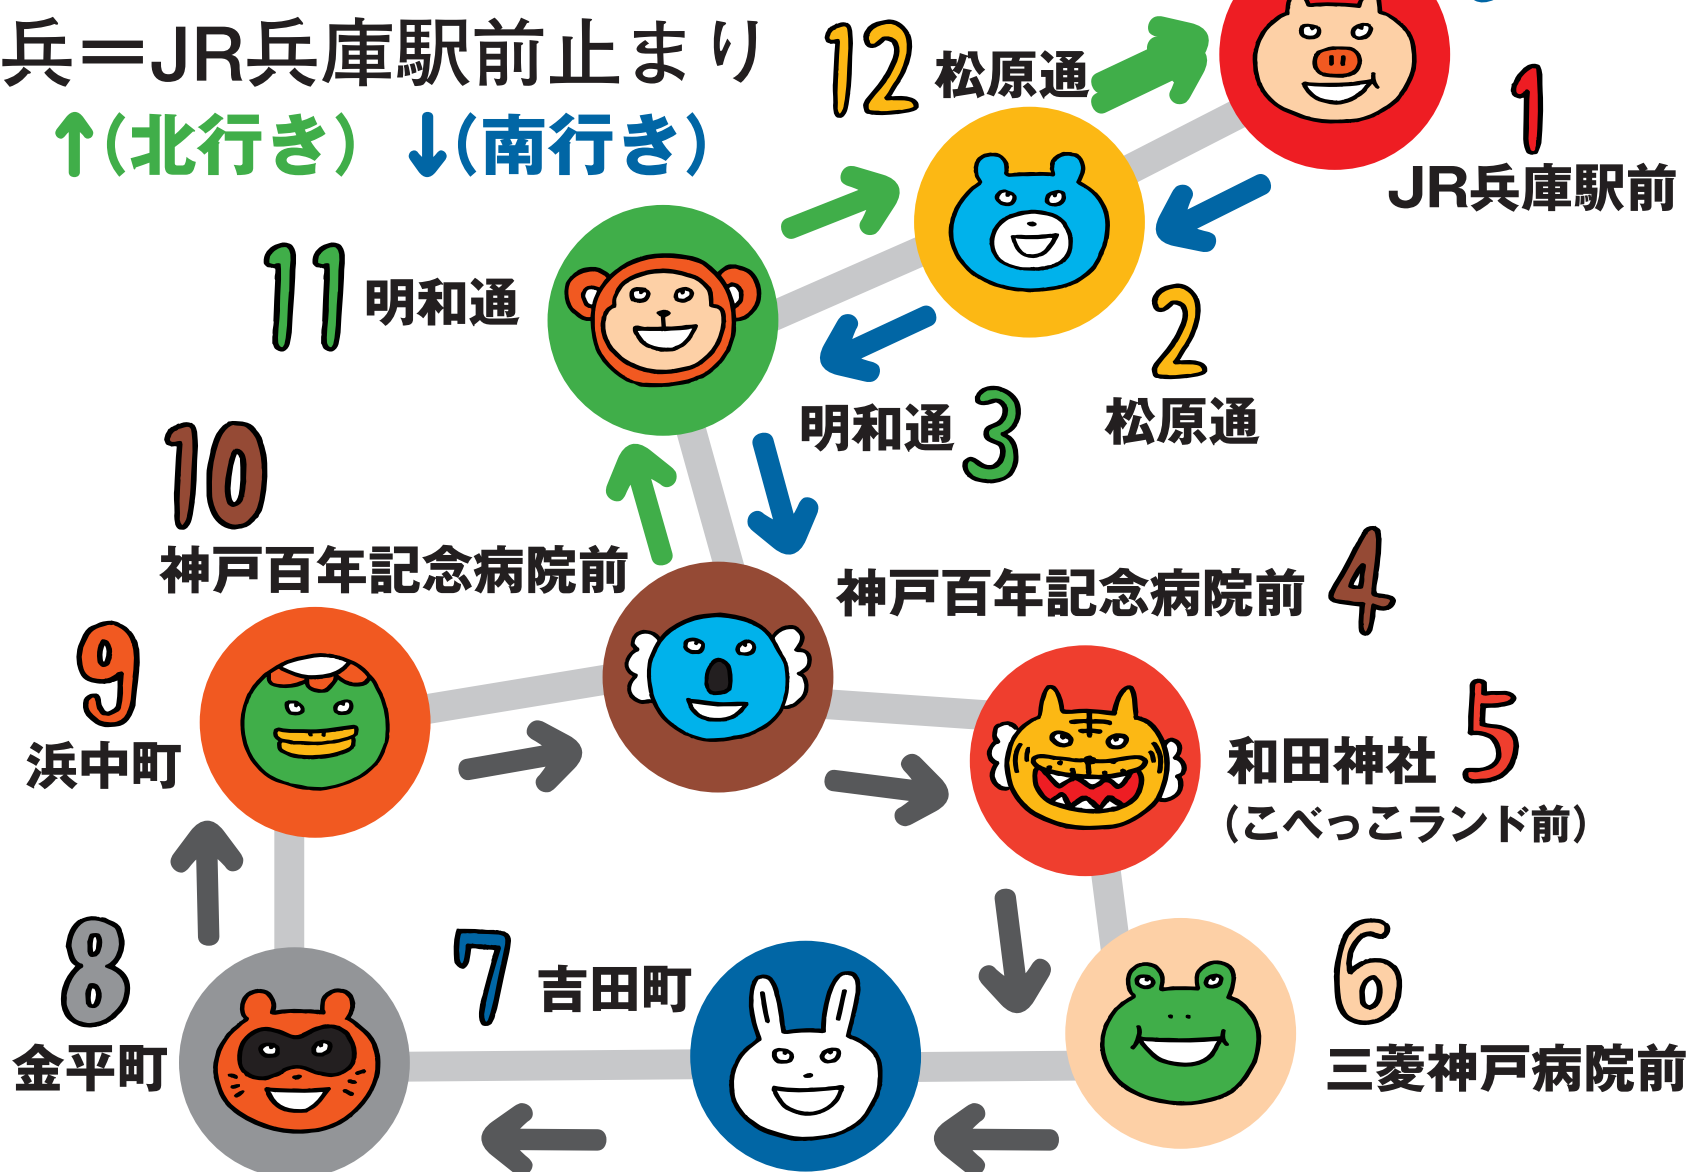 兵＝JR兵庫駅前止まり
↑(北行き) ↓(南行き)
12 松原通
1
JR兵庫駅前
11 明和通
2
松原通
明和通 3
10
神戸百年記念病院前
神戸百年記念病院前 4
9
浜中町
和田神社 5
（こべっこランド前）
8
金平町
7 吉田町
6
三菱神戸病院前